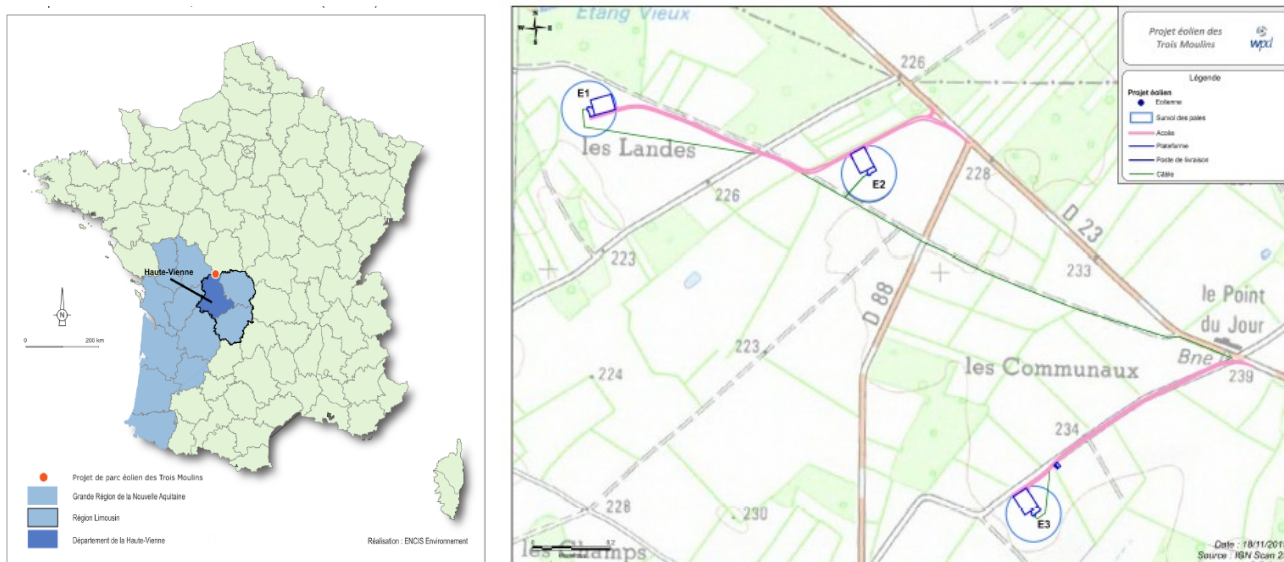 Haute-Vienne
N
0 200 km
Projet de parc éolien des Trois Moulins
Grande Région de la Nouvelle Aquitaine
Région Limousin
Département de la Haute-Vienne
Réalisation : ENCIS Environnement
Etang Vieux
226
E1
les Landes
226
E2
228
D 23
223
233
D 88
le Point
du Jour
Bne
223
224
les Communaux
239
234
228
230
E3
les Champs
0 0,2
Projet éolien des
Trois Moulins
wpd
Légende
Projet éolien
Eolienne
Survol des pales
Accès
Plateforme
Poste de livraison
Câble
Date : 18/11/201
Source : IGN Scan 2